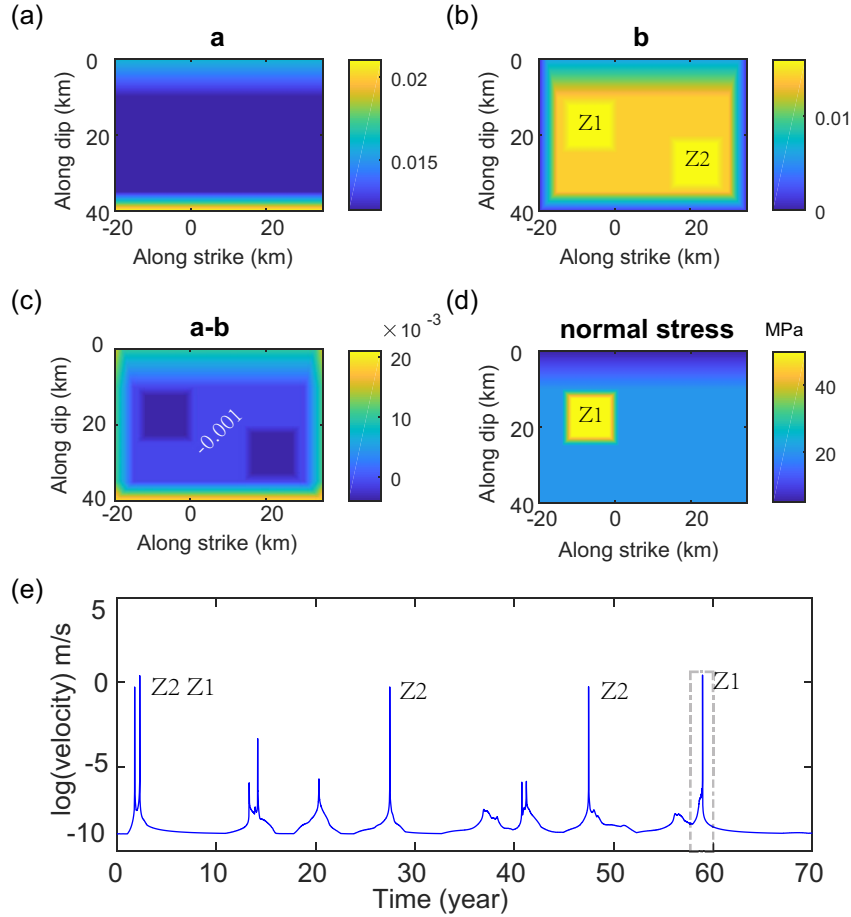 (a)
a
0
20
40
-20
0
20
Along dip (km)
Along strike (km)
0.02
0.015
(b)
b
0
20
40
-20
0
20
Along dip (km)
Along strike (km)
Z1
Z2
0.01
0
(c)
a-b
× 10 -3
0
20
40
-20
0
20
Along dip (km)
Along strike (km)
-0.001
20
10
0
(d)
normal stress
MPa
0
20
40
-20
0
20
Along dip (km)
Along strike (km)
Z1
40
20
(e)
5
0
-5
-10
log(velocity) m/s
Z2 Z1
Z2
Z2
Z1
0 10 20 30 40 50 60 70
Time (year)